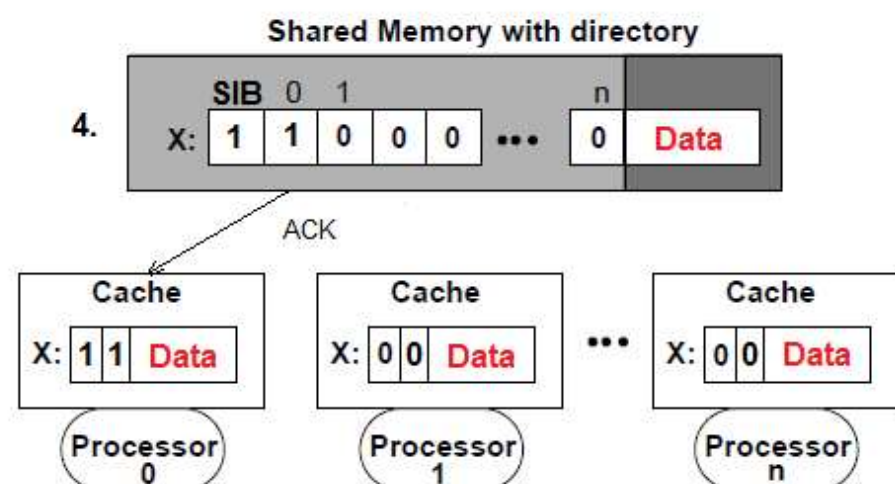 Shared Memory with directory
SIB 0 1 n
4. X: 1 1 0 0 0 ••• 0 Data
ACK
Cache Cache Cache
X: 1 1 Data X: 0 0 Data ••• X: 0 0 Data
Processor Processor Processor
0 1 n